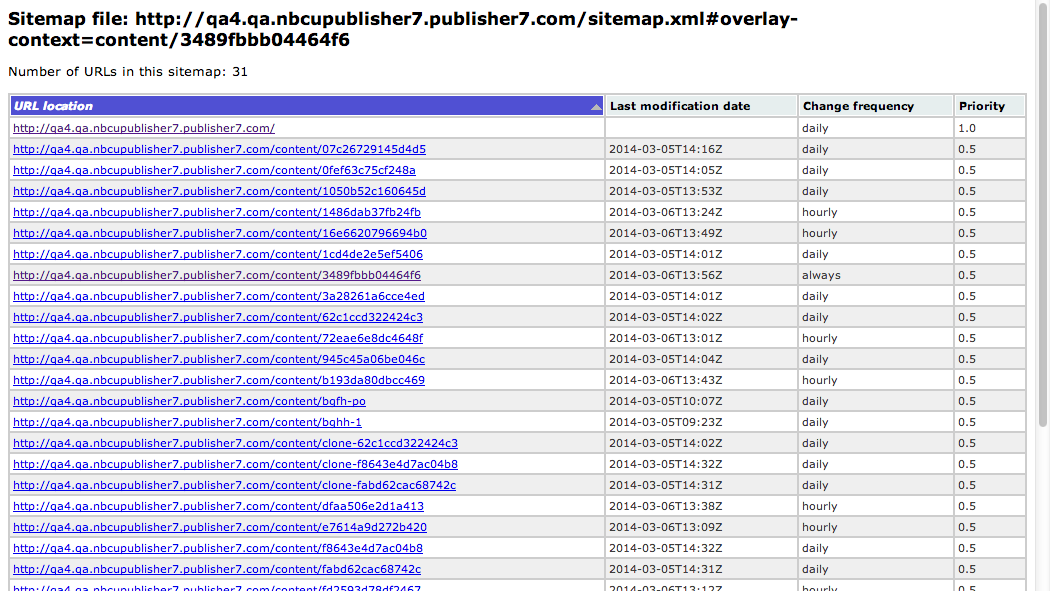 Sitemap file: http://qa4.qa.nbcupublisher7.publisher7.com/sitemap.xml#overlay-
context=content/3489fbbb04464f6
Number of URLs in this sitemap: 31
URL location Last modification date Change frequency Priority
http://qa4.qa.nbcupublisher7.publisher7.com/ daily 1.0
http://qa4.qa.nbcupublisher7.publisher7.com/content/07c26729145d4d5 2014-03-05T14:16Z daily 0.5
http://qa4.qa.nbcupublisher7.publisher7.com/content/0fef63c75cf248a 2014-03-05T14:05Z daily 0.5
http://qa4.qa.nbcupublisher7.publisher7.com/content/1050b52c160645d 2014-03-05T13:53Z daily 0.5
http://qa4.qa.nbcupublisher7.publisher7.com/content/1486dab37fb24fb 2014-03-06T13:24Z hourly 0.5
http://qa4.qa.nbcupublisher7.publisher7.com/content/16e6620796694b0 2014-03-06T13:49Z hourly 0.5
http://qa4.qa.nbcupublisher7.publisher7.com/content/1cd4de2e5ef5406 2014-03-05T14:01Z daily 0.5
http://qa4.qa.nbcupublisher7.publisher7.com/content/3489fbbb04464f6 2014-03-06T13:56Z always 0.5
http://qa4.qa.nbcupublisher7.publisher7.com/content/3a28261a6cce4ed 2014-03-05T14:01Z daily 0.5
http://qa4.qa.nbcupublisher7.publisher7.com/content/62c1ccd322424c3 2014-03-05T14:02Z daily 0.5
http://qa4.qa.nbcupublisher7.publisher7.com/content/72eae6e8dc4648f 2014-03-06T13:01Z hourly 0.5
http://qa4.qa.nbcupublisher7.publisher7.com/content/945c45a06be046c 2014-03-05T14:04Z daily 0.5
http://qa4.qa.nbcupublisher7.publisher7.com/content/b193da80dbcc469 2014-03-06T13:43Z hourly 0.5
http://qa4.qa.nbcupublisher7.publisher7.com/content/bgfh-po 2014-03-05T10:07Z daily 0.5
http://qa4.qa.nbcupublisher7.publisher7.com/content/bghh-1 2014-03-05T09:23Z daily 0.5
http://qa4.qa.nbcupublisher7.publisher7.com/content/clone-62c1ccd322424c3 2014-03-05T14:02Z daily 0.5
http://qa4.qa.nbcupublisher7.publisher7.com/content/clone-f8643e4d7ac04b8 2014-03-05T14:32Z daily 0.5
http://qa4.qa.nbcupublisher7.publisher7.com/content/clone-fabd62cac68742c 2014-03-05T14:31Z daily 0.5
http://qa4.qa.nbcupublisher7.publisher7.com/content/dfaa506e2d1a413 2014-03-06T13:38Z hourly 0.5
http://qa4.qa.nbcupublisher7.publisher7.com/content/e7614a9d272b420 2014-03-06T13:09Z hourly 0.5
http://qa4.qa.nbcupublisher7.publisher7.com/content/f8643e4d7ac04b8 2014-03-05T14:32Z daily 0.5
http://qa4.qa.nbcupublisher7.publisher7.com/content/fabd62cac68742c 2014-03-05T14:31Z daily 0.5
http://qa4.qa.nbcupublisher7.publisher7.com/content/fd2593d78df2467 2014-03-06T13:12Z hourly 0.5